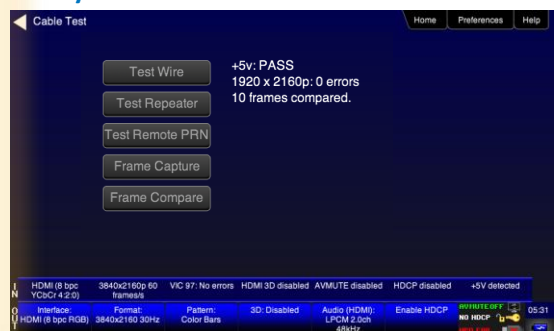 Cable Test
Home
Preferences
Help
Test Wire
Test Repeater
Test Remote PRN
Frame Capture
Frame Compare
+5v: PASS
1920 x 2160p: 0 errors
10 frames compared.
IN
HDMI (8 bpc
YCbCr 4:2:0)
3840x2160p 60
frames/s
VIC 97: No errors
HDMI 3D disabled
AVMUTE disabled
HDCP disabled
+5V detected
OUT
Interface:
HDMI (8 bpc RGB)
Format:
3840x2160 30Hz
Pattern:
Color Bars
3D: Disabled
Audio (HDMI):
LPCM 2.0ch
48kHz
Enable HDCP
AVMUTE OFF
NO HDCP
05:31